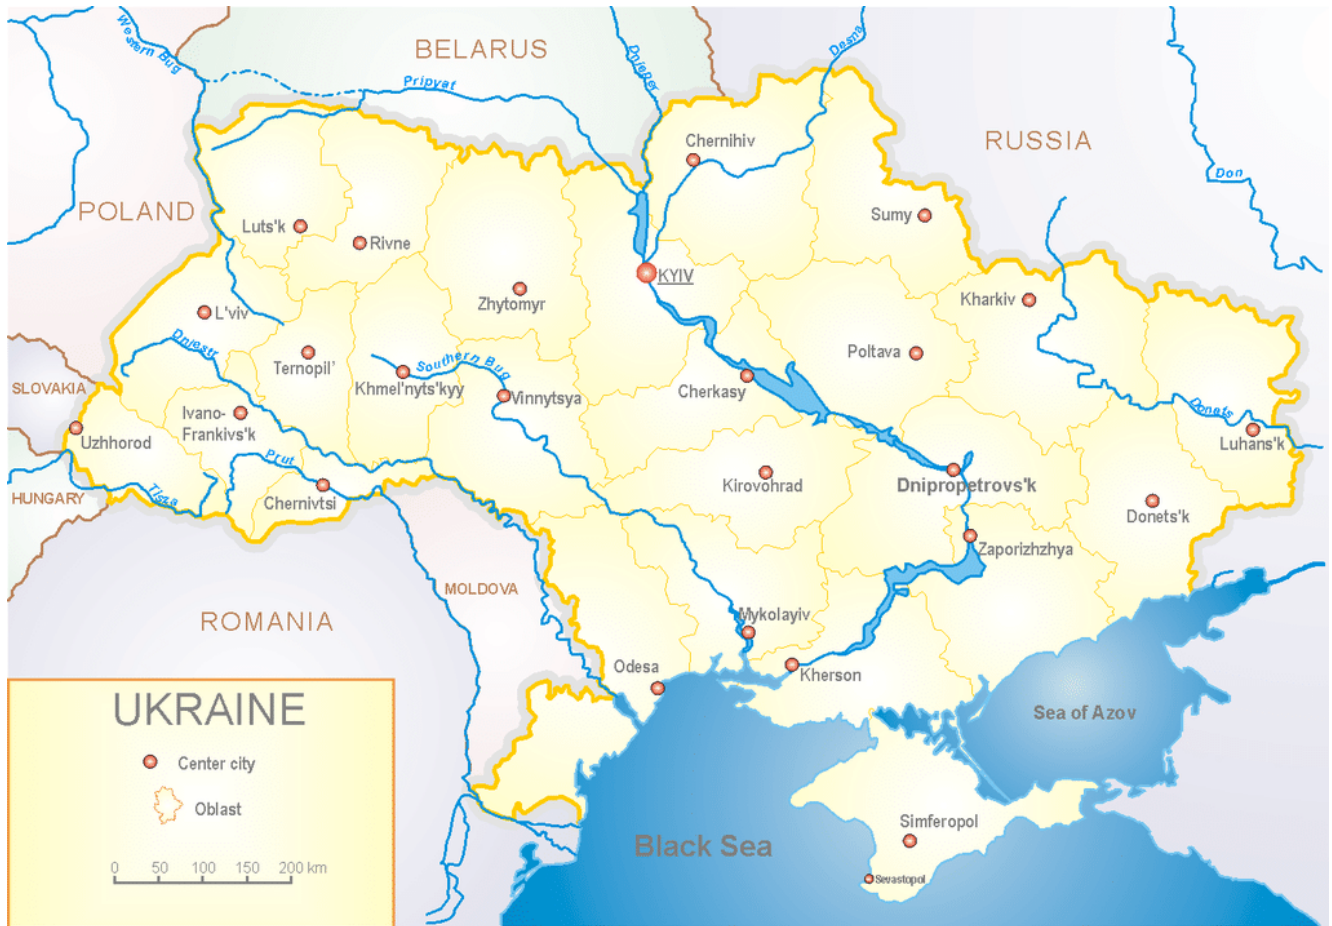 Western Bug
BELARUS
Pripyat
Dnieper
Desna
RUSSIA
Don
Chernihiv
POLAND
Luts'k
Rivne
Sumy
KYIV
Zhytomyr
Kharkiv
L'viv
Dniestr
Ternopil'
Southern Bug
Khmel'nyts'kyy
Vinnytsya
Cherkasy
Poltava
SLOVAKIA
Uzhhorod
Ivano-
Frankivs'k
Donets
Luhans'k
Prut
HUNGARY
Tisza
Chernivtsi
Kirovohrad
Dnipropetrovs'k
Donets'k
Zaporizhzhya
MOLDOVA
ROMANIA
Mykolayiv
Odesa
Kherson
Sea of Azov
UKRAINE
Center city
Oblast
0 50 100 150 200 km
Black Sea
Simferopol
Sevastopol